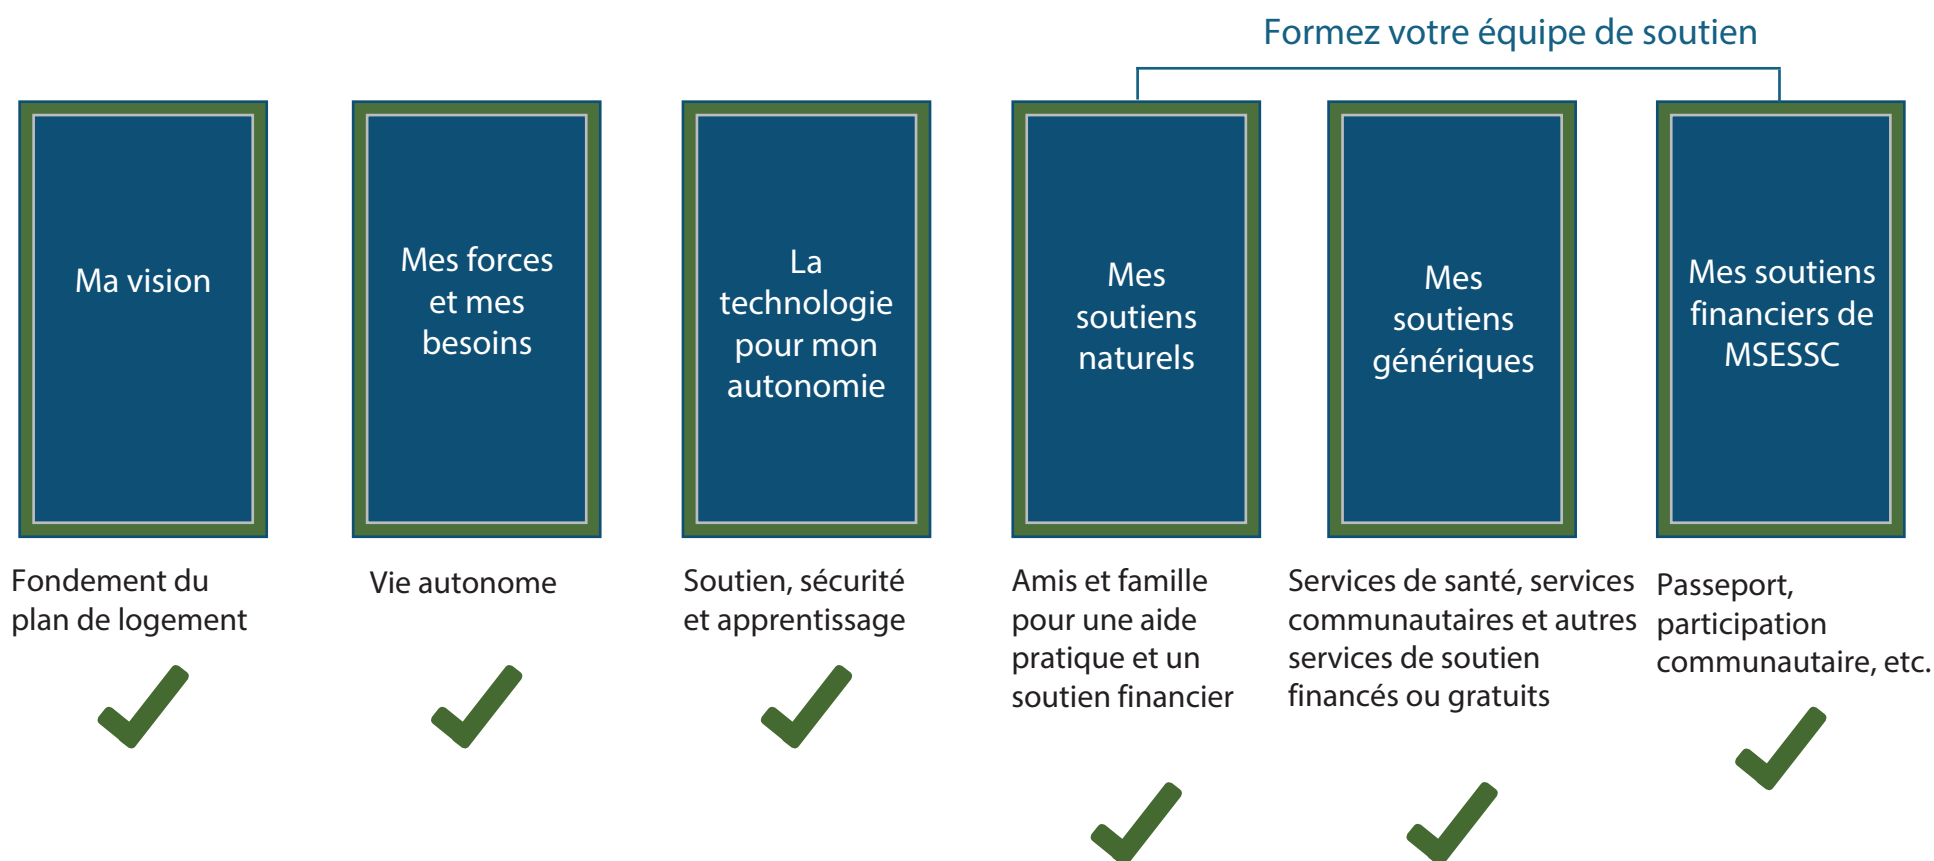 Formez votre équipe de soutien
Ma vision
Mes forces
et mes
besoins
La
technologie
pour mon
autonomie
Mes
soutiens
naturels
Mes
soutiens
génériques
Mes soutiens
financiers de
MSESSC
Fondement du
plan de logement
Vie autonome
Soutien, sécurité
et apprentissage
Amis et famille
pour une aide
pratique et un
soutien financier
Services de santé, services
communautaires et autres
services de soutien
financés ou gratuits
Passeport,
participation
communautaire, etc.